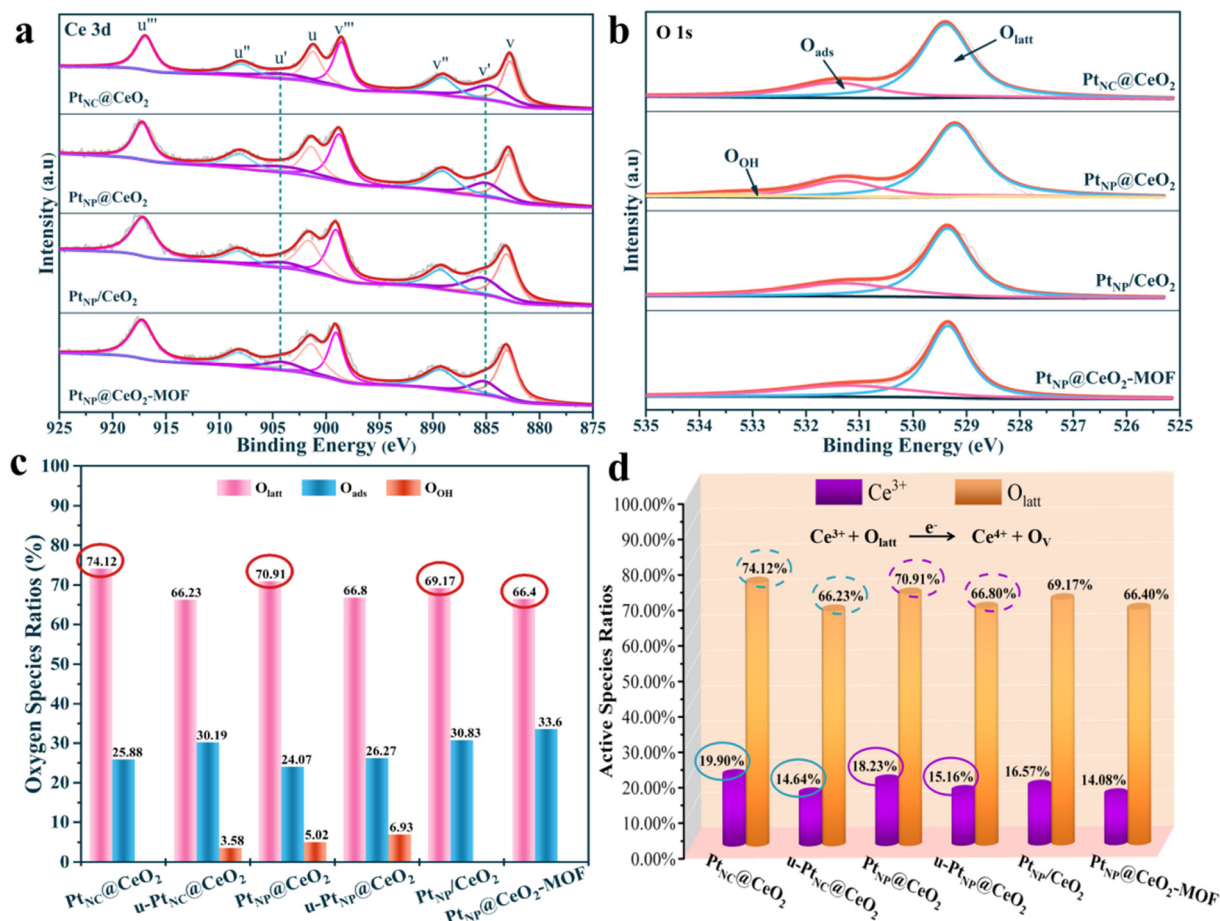 a
Ce 3d
u'''
u''
u'
u
v'''
v''
v'
v
Pt_NC@CeO₂
Pt_NP@CeO₂
Pt_NP/CeO₂
Pt_NP@CeO₂-MOF
Intensity (a.u)
925 920 915 910 905 900 895 890 885 880 875
Binding Energy (eV)
b
O 1s
O_ads
O_latt
Pt_NC@CeO₂
O_OH
Pt_NP@CeO₂
Pt_NP/CeO₂
Pt_NP@CeO₂-MOF
Intensity (a.u)
535 534 533 532 531 530 529 528 527 526 525
Binding Energy (eV)
c
O_latt O_ads O_OH
Oxygen Species Ratios (%)
100
90
80
70
60
50
40
30
20
10
0
74.12
25.88
66.23
30.19
3.58
70.91
24.07
5.02
66.8
26.27
6.93
69.17
30.83
66.4
33.6
Pt_NC@CeO₂
u-Pt_NC@CeO₂
Pt_NP@CeO₂
u-Pt_NP@CeO₂
Pt_NP/CeO₂
Pt_NP@CeO₂-MOF
d
Ce³⁺ O_latt
Ce³⁺ + O_latt e⁻ → Ce⁴⁺ + O_V
Active Species Ratios
100.00%
90.00%
80.00%
70.00%
60.00%
50.00%
40.00%
30.00%
20.00%
10.00%
0.00%
74.12%
66.23%
70.91%
66.80%
69.17%
66.40%
19.90%
14.64%
18.23%
15.16%
16.57%
14.08%
Pt_NC@CeO₂
u-Pt_NC@CeO₂
Pt_NP@CeO₂
u-Pt_NP@CeO₂
Pt_NP/CeO₂
Pt_NP@CeO₂-MOF